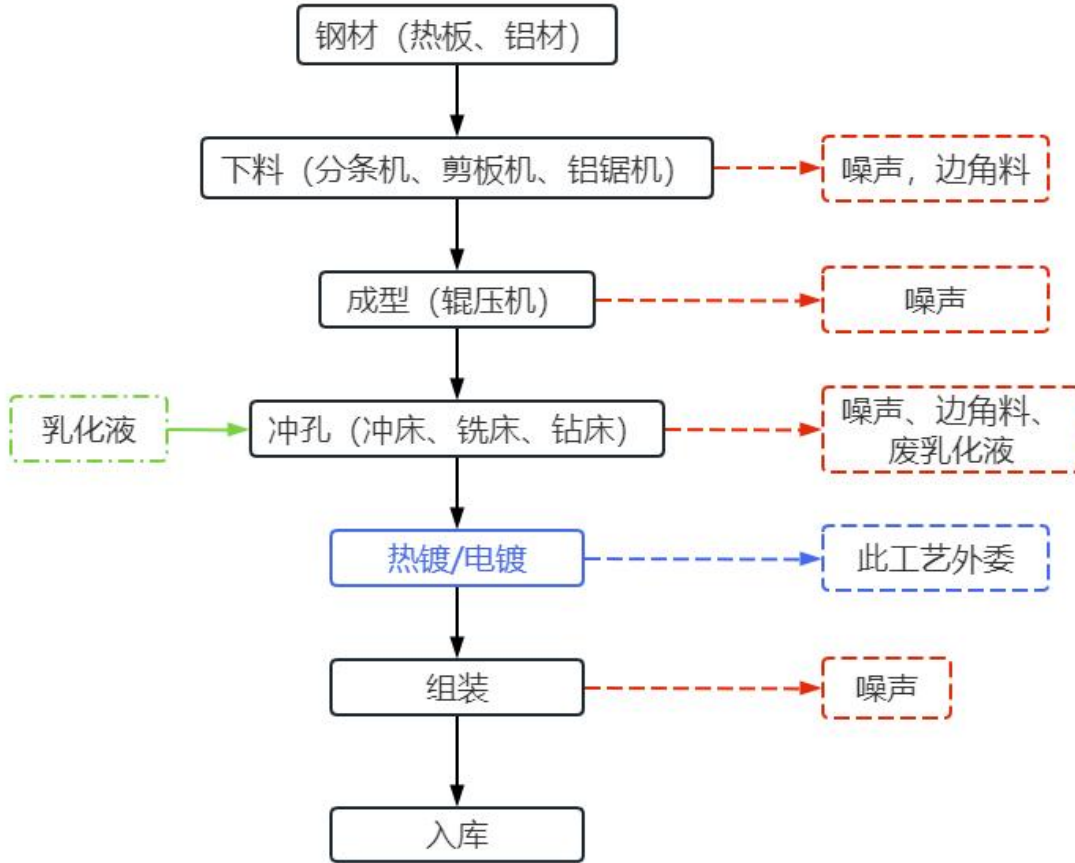 钢材（热板、铝材）
下料（分条机、剪板机、铝锯机）
噪声，边角料
成型（辊压机）
噪声
乳化液
冲孔（冲床、铣床、钻床）
噪声、边角料、
废乳化液
热镀/电镀
此工艺外委
组装
噪声
入库